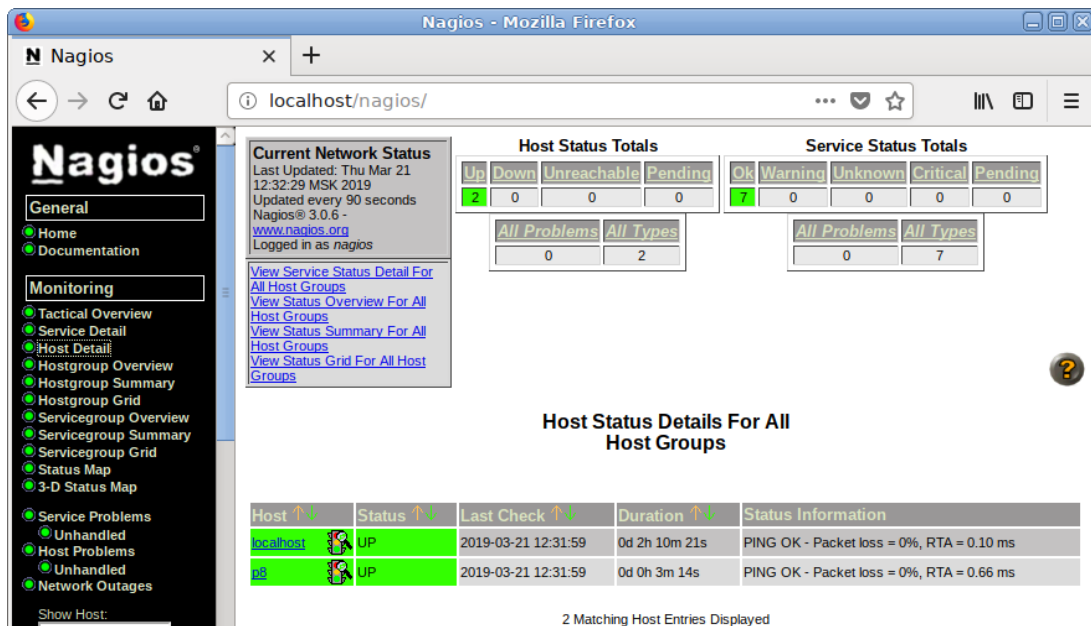 Nagios - Mozilla Firefox
N Nagios
localhost/nagios/
Nagios®
General
Home
Documentation
Monitoring
Tactical Overview
Service Detail
Host Detail
Hostgroup Overview
Hostgroup Summary
Hostgroup Grid
Servicegroup Overview
Servicegroup Summary
Servicegroup Grid
Status Map
3-D Status Map
Service Problems
Unhandled
Host Problems
Unhandled
Network Outages
Show Host:
Current Network Status
Last Updated: Thu Mar 21
12:32:29 MSK 2019
Updated every 90 seconds
Nagios® 3.0.6 -
www.nagios.org
Logged in as nagios
View Service Status Detail For
All Host Groups
View Status Overview For All
Host Groups
View Status Summary For All
Host Groups
View Status Grid For All Host
Groups
Host Status Totals
Up Down Unreachable Pending
2 0 0 0
All Problems All Types
0 2
Service Status Totals
Ok Warning Unknown Critical Pending
7 0 0 0 0
All Problems All Types
0 7
?
Host Status Details For All
Host Groups
Host Status Last Check Duration Status Information
localhost UP 2019-03-21 12:31:59 0d 2h 10m 21s PING OK - Packet loss = 0%, RTA = 0.10 ms
p8 UP 2019-03-21 12:31:59 0d 0h 3m 14s PING OK - Packet loss = 0%, RTA = 0.66 ms
2 Matching Host Entries Displayed